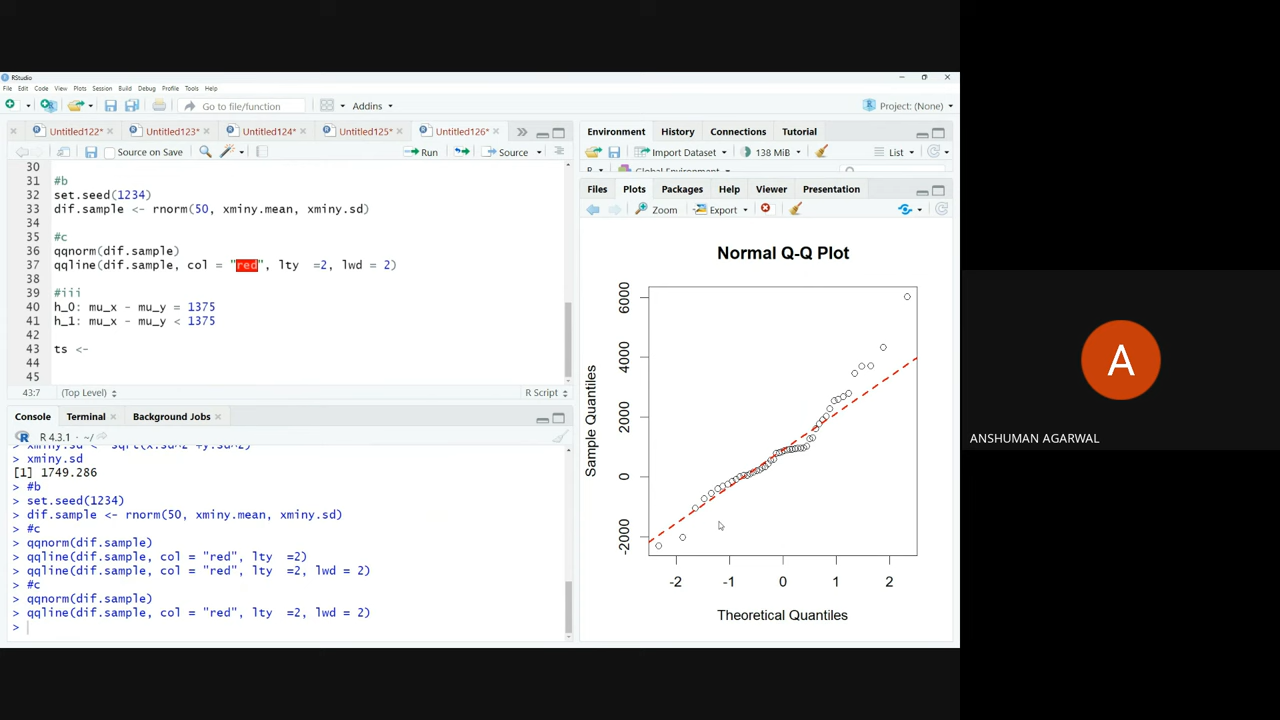 RStudio
File Edit Code View Plots Session Build Debug Profile Tools Help
Go to file/function Addins Project: (None)
Untitled122* Untitled123* Untitled124* Untitled125* Untitled126*
Source on Save Run Source
30
31 #b
32 set.seed(1234)
33 dif.sample <- rnorm(50, xminy.mean, xminy.sd)
34
35 #c
36 qqnorm(dif.sample)
37 qqline(dif.sample, col = "red", lty  =2, lwd = 2)
38
39 #iii
40 h_0: mu_x - mu_y = 1375
41 h_1: mu_x - mu_y < 1375
42
43 ts <-
44
45
43:7 (Top Level) R Script
Console Terminal Background Jobs
R 4.3.1 · ~/
> xminy.sd
[1] 1749.286
> #b
> set.seed(1234)
> dif.sample <- rnorm(50, xminy.mean, xminy.sd)
> #c
> qqnorm(dif.sample)
> qqline(dif.sample, col = "red", lty  =2)
> qqline(dif.sample, col = "red", lty  =2, lwd = 2)
> #c
> qqnorm(dif.sample)
> qqline(dif.sample, col = "red", lty  =2, lwd = 2)
>
Environment History Connections Tutorial
Import Dataset 138 MiB List
R Global Environment
Files Plots Packages Help Viewer Presentation
Zoom Export
Normal Q-Q Plot
Sample Quantiles
6000
4000
2000
0
-2000
-2 -1 0 1 2
Theoretical Quantiles
A
ANSHUMAN AGARWAL